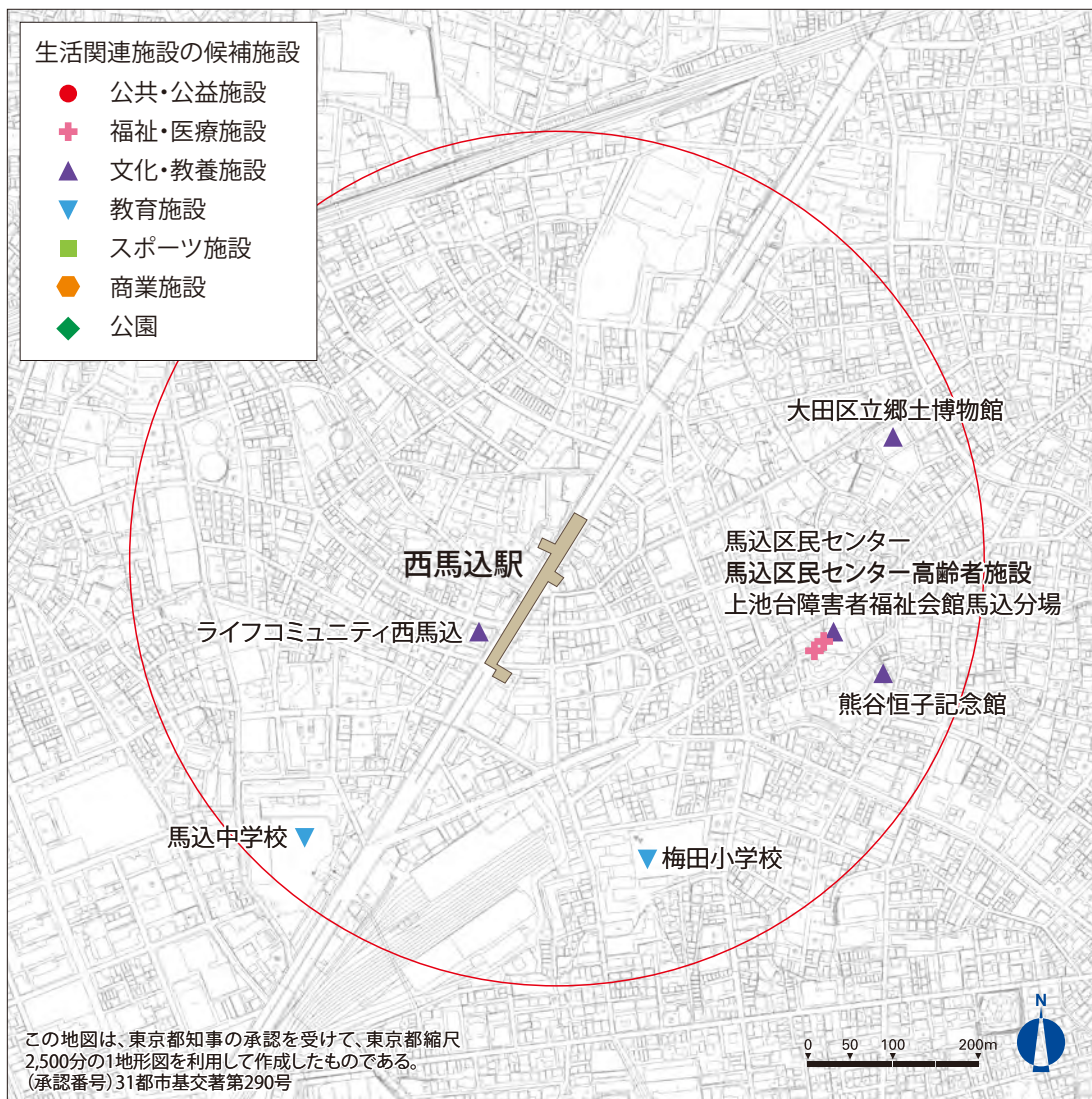 生活関連施設の候補施設
公共・公益施設
福祉・医療施設
文化・教養施設
教育施設
スポーツ施設
商業施設
公園
大田区立郷土博物館
馬込区民センター
馬込区民センター高齢者施設
上池台障害者福祉会館馬込分場
西馬込駅
ライフコミュニティ西馬込
熊谷恒子記念館
馬込中学校
梅田小学校
この地図は、東京都知事の承認を受けて、東京都縮尺
2,500分の1地形図を利用して作成したものである。
(承認番号)31都市基交著第290号
0 50 100 200m
N